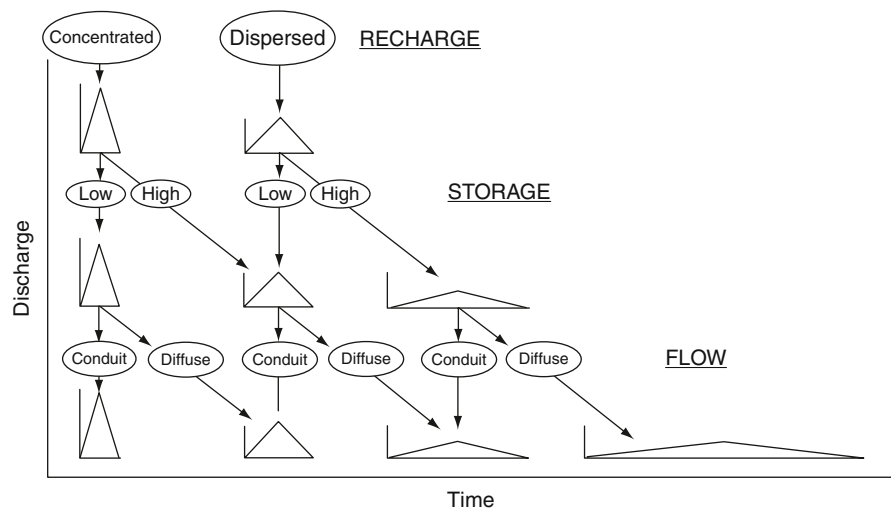 Concentrated Dispersed RECHARGE
Low High Low High STORAGE
Discharge
Conduit Diffuse Conduit Diffuse Conduit Diffuse FLOW
Time